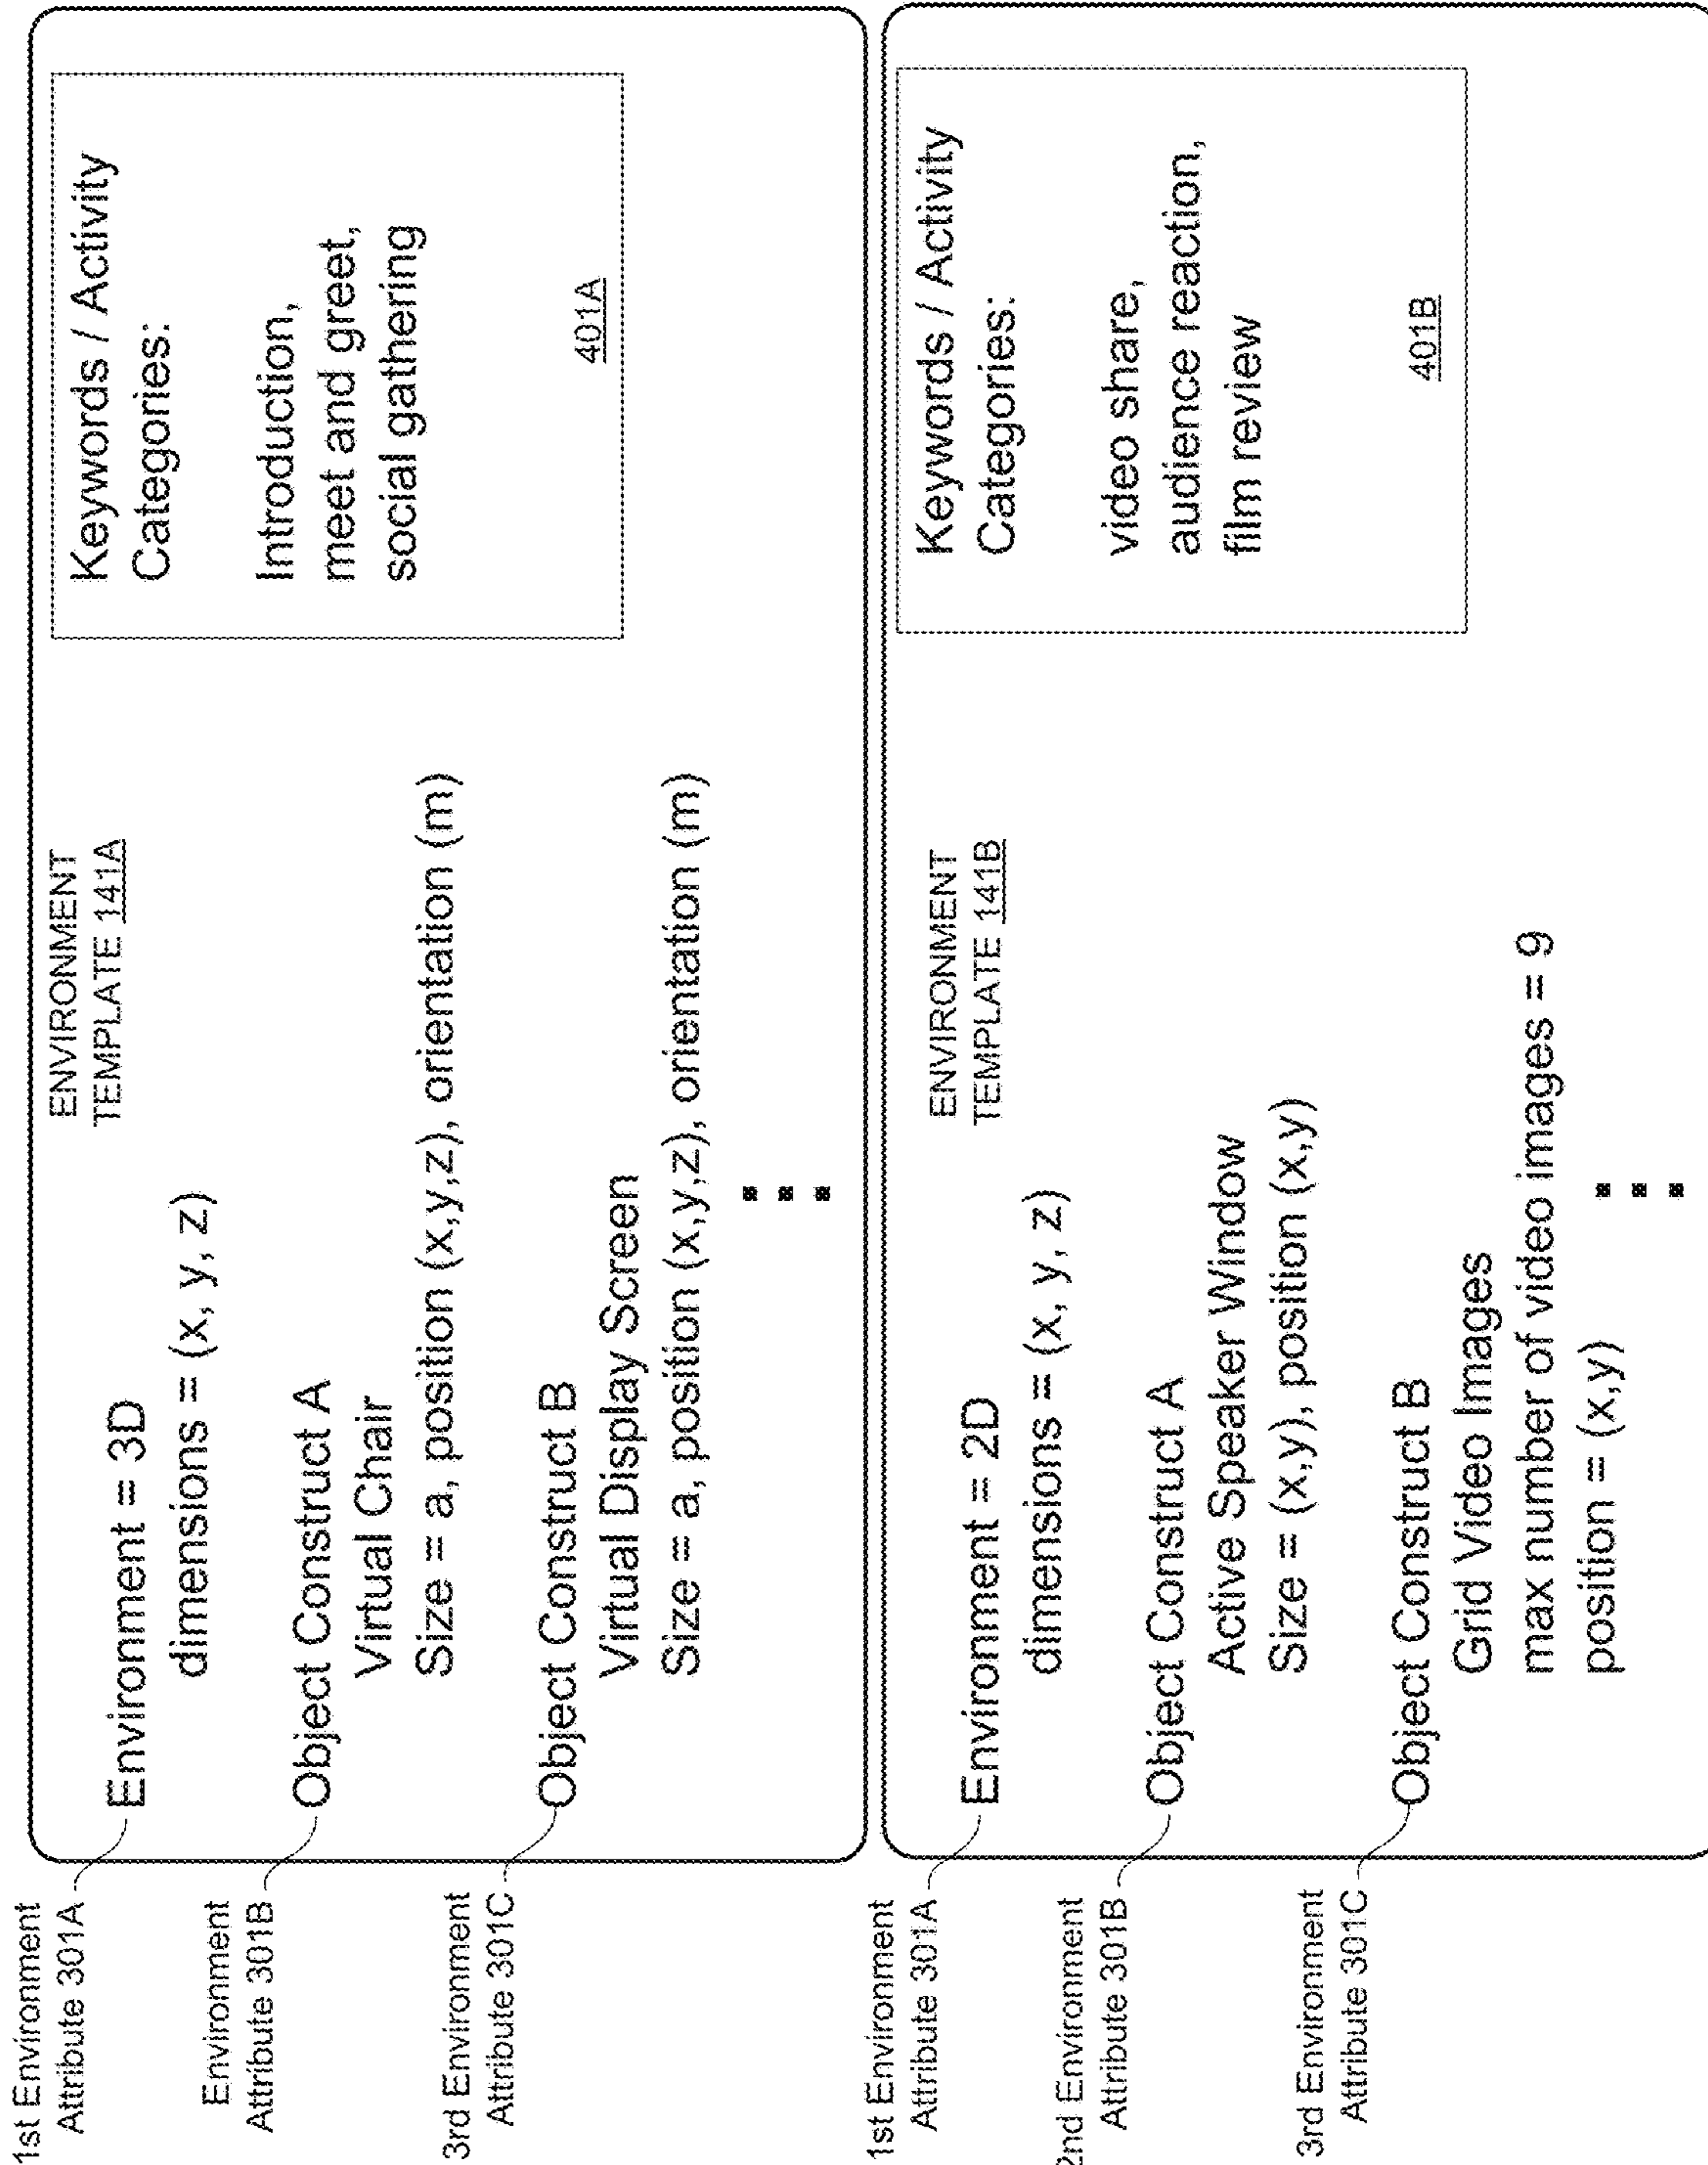 1st Environment
Attribute 301A
Environment
Attribute 301B
3rd Environment
Attribute 301C
ENVIRONMENT
TEMPLATE 141A
Environment = 3D
dimensions = (x, y, z)
Object Construct A
Virtual Chair
Size = a, position (x,y,z), orientation (m)
Object Construct B
Virtual Display Screen
Size = a, position (x,y,z), orientation (m)
Keywords / Activity
Categories:
Introduction,
meet and greet,
social gathering
401A
1st Environment
Attribute 301A
2nd Environment
Attribute 301B
3rd Environment
Attribute 301C
ENVIRONMENT
TEMPLATE 141B
Environment = 2D
dimensions = (x, y, z)
Object Construct A
Active Speaker Window
Size = (x,y), position (x,y)
Object Construct B
Grid Video Images
max number of video images = 9
position = (x,y)
Keywords / Activity
Categories:
video share,
audience reaction,
film review
401B